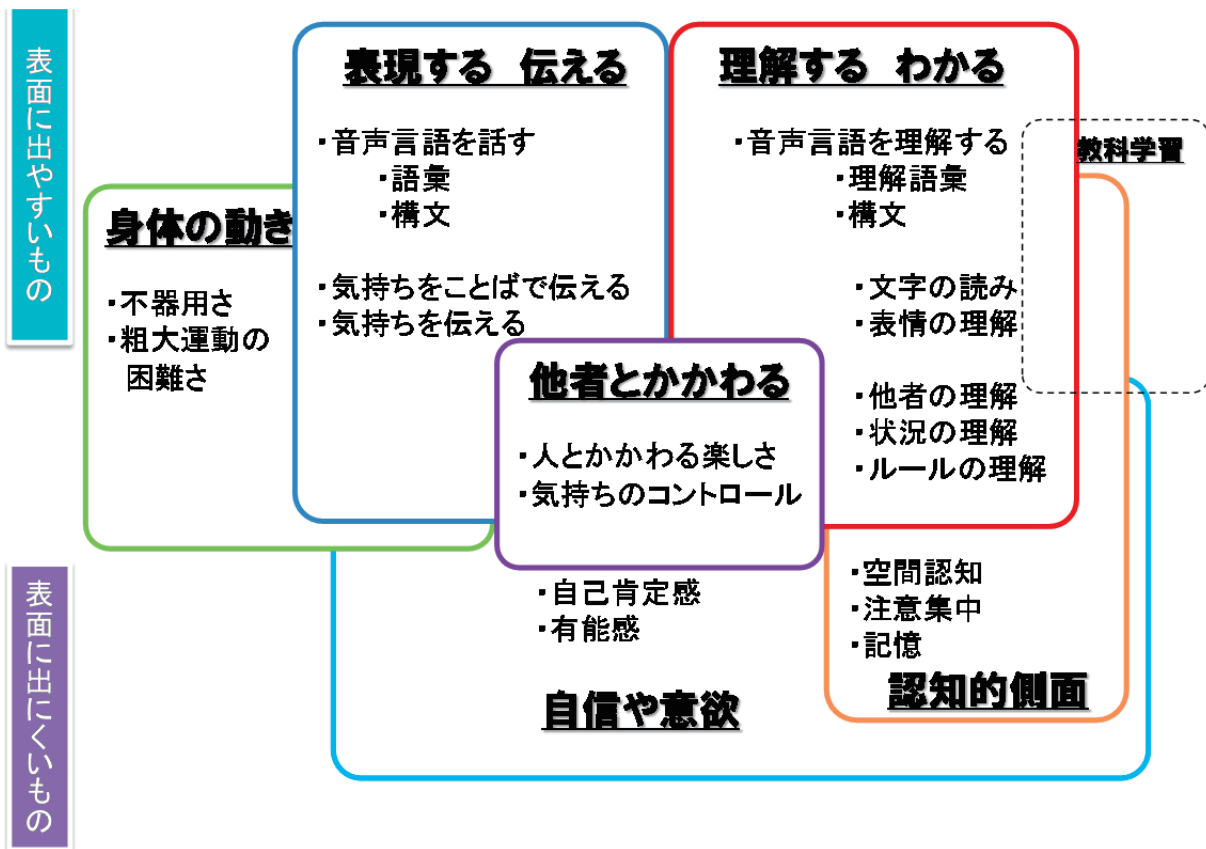 表面に出やすいもの
表現する 伝える
・音声言語を話す
・語彙
・構文
・気持ちをことばで伝える
・気持ちを伝える
理解する わかる
・音声言語を理解する
・理解語彙
・構文
・文字の読み
・表情の理解
・他者の理解
・状況の理解
・ルールの理解
教科学習
身体の動き
・不器用さ
・粗大運動の
困難さ
他者とかかわる
・人とかかわる楽しさ
・気持ちのコントロール
表面に出にくいもの
・自己肯定感
・有能感
自信や意欲
・空間認知
・注意集中
・記憶
認知的側面